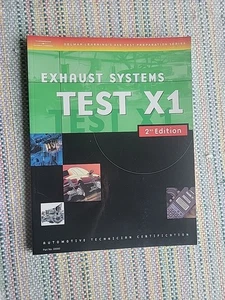 EXHAUST SYSTEMS
TEST X1
2nd Edition
AUTOMOTIVE TECHNICIAN CERTIFICATION